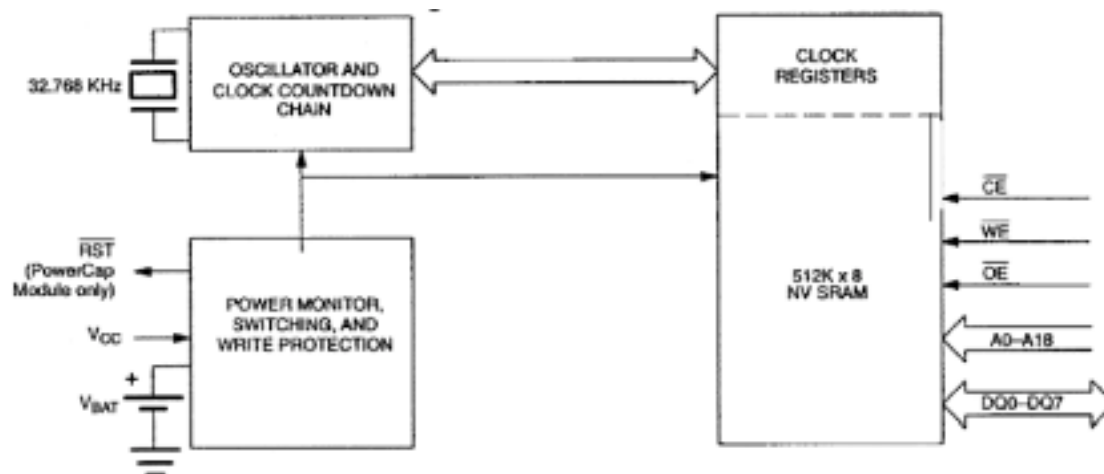 32.768 KHz
OSCILLATOR AND
CLOCK COUNTDOWN
CHAIN
CLOCK
REGISTERS
RST
(PowerCap
Module only)
VCC
VBAT
+
POWER MONITOR,
SWITCHING, AND
WRITE PROTECTION
512K x 8
NV SRAM
CE
WE
OE
A0–A18
DQ0–DQ7